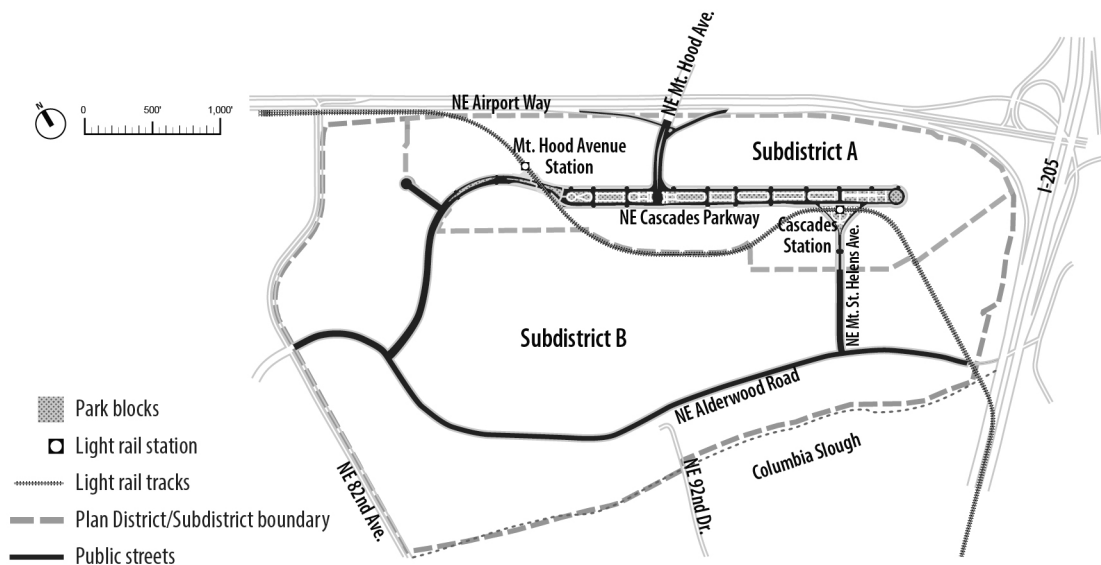 N
0
500'
1,000'
NE Airport Way
NE Mt. Hood Ave.
Mt. Hood Avenue
Station
Subdistrict A
I-205
NE Cascades Parkway
Cascades
Station
NE Mt. St. Helens Ave.
Subdistrict B
NE Alderwood Road
Columbia Slough
NE 92nd Dr.
NE 82nd Ave.
Park blocks
Light rail station
Light rail tracks
Plan District/Subdistrict boundary
Public streets